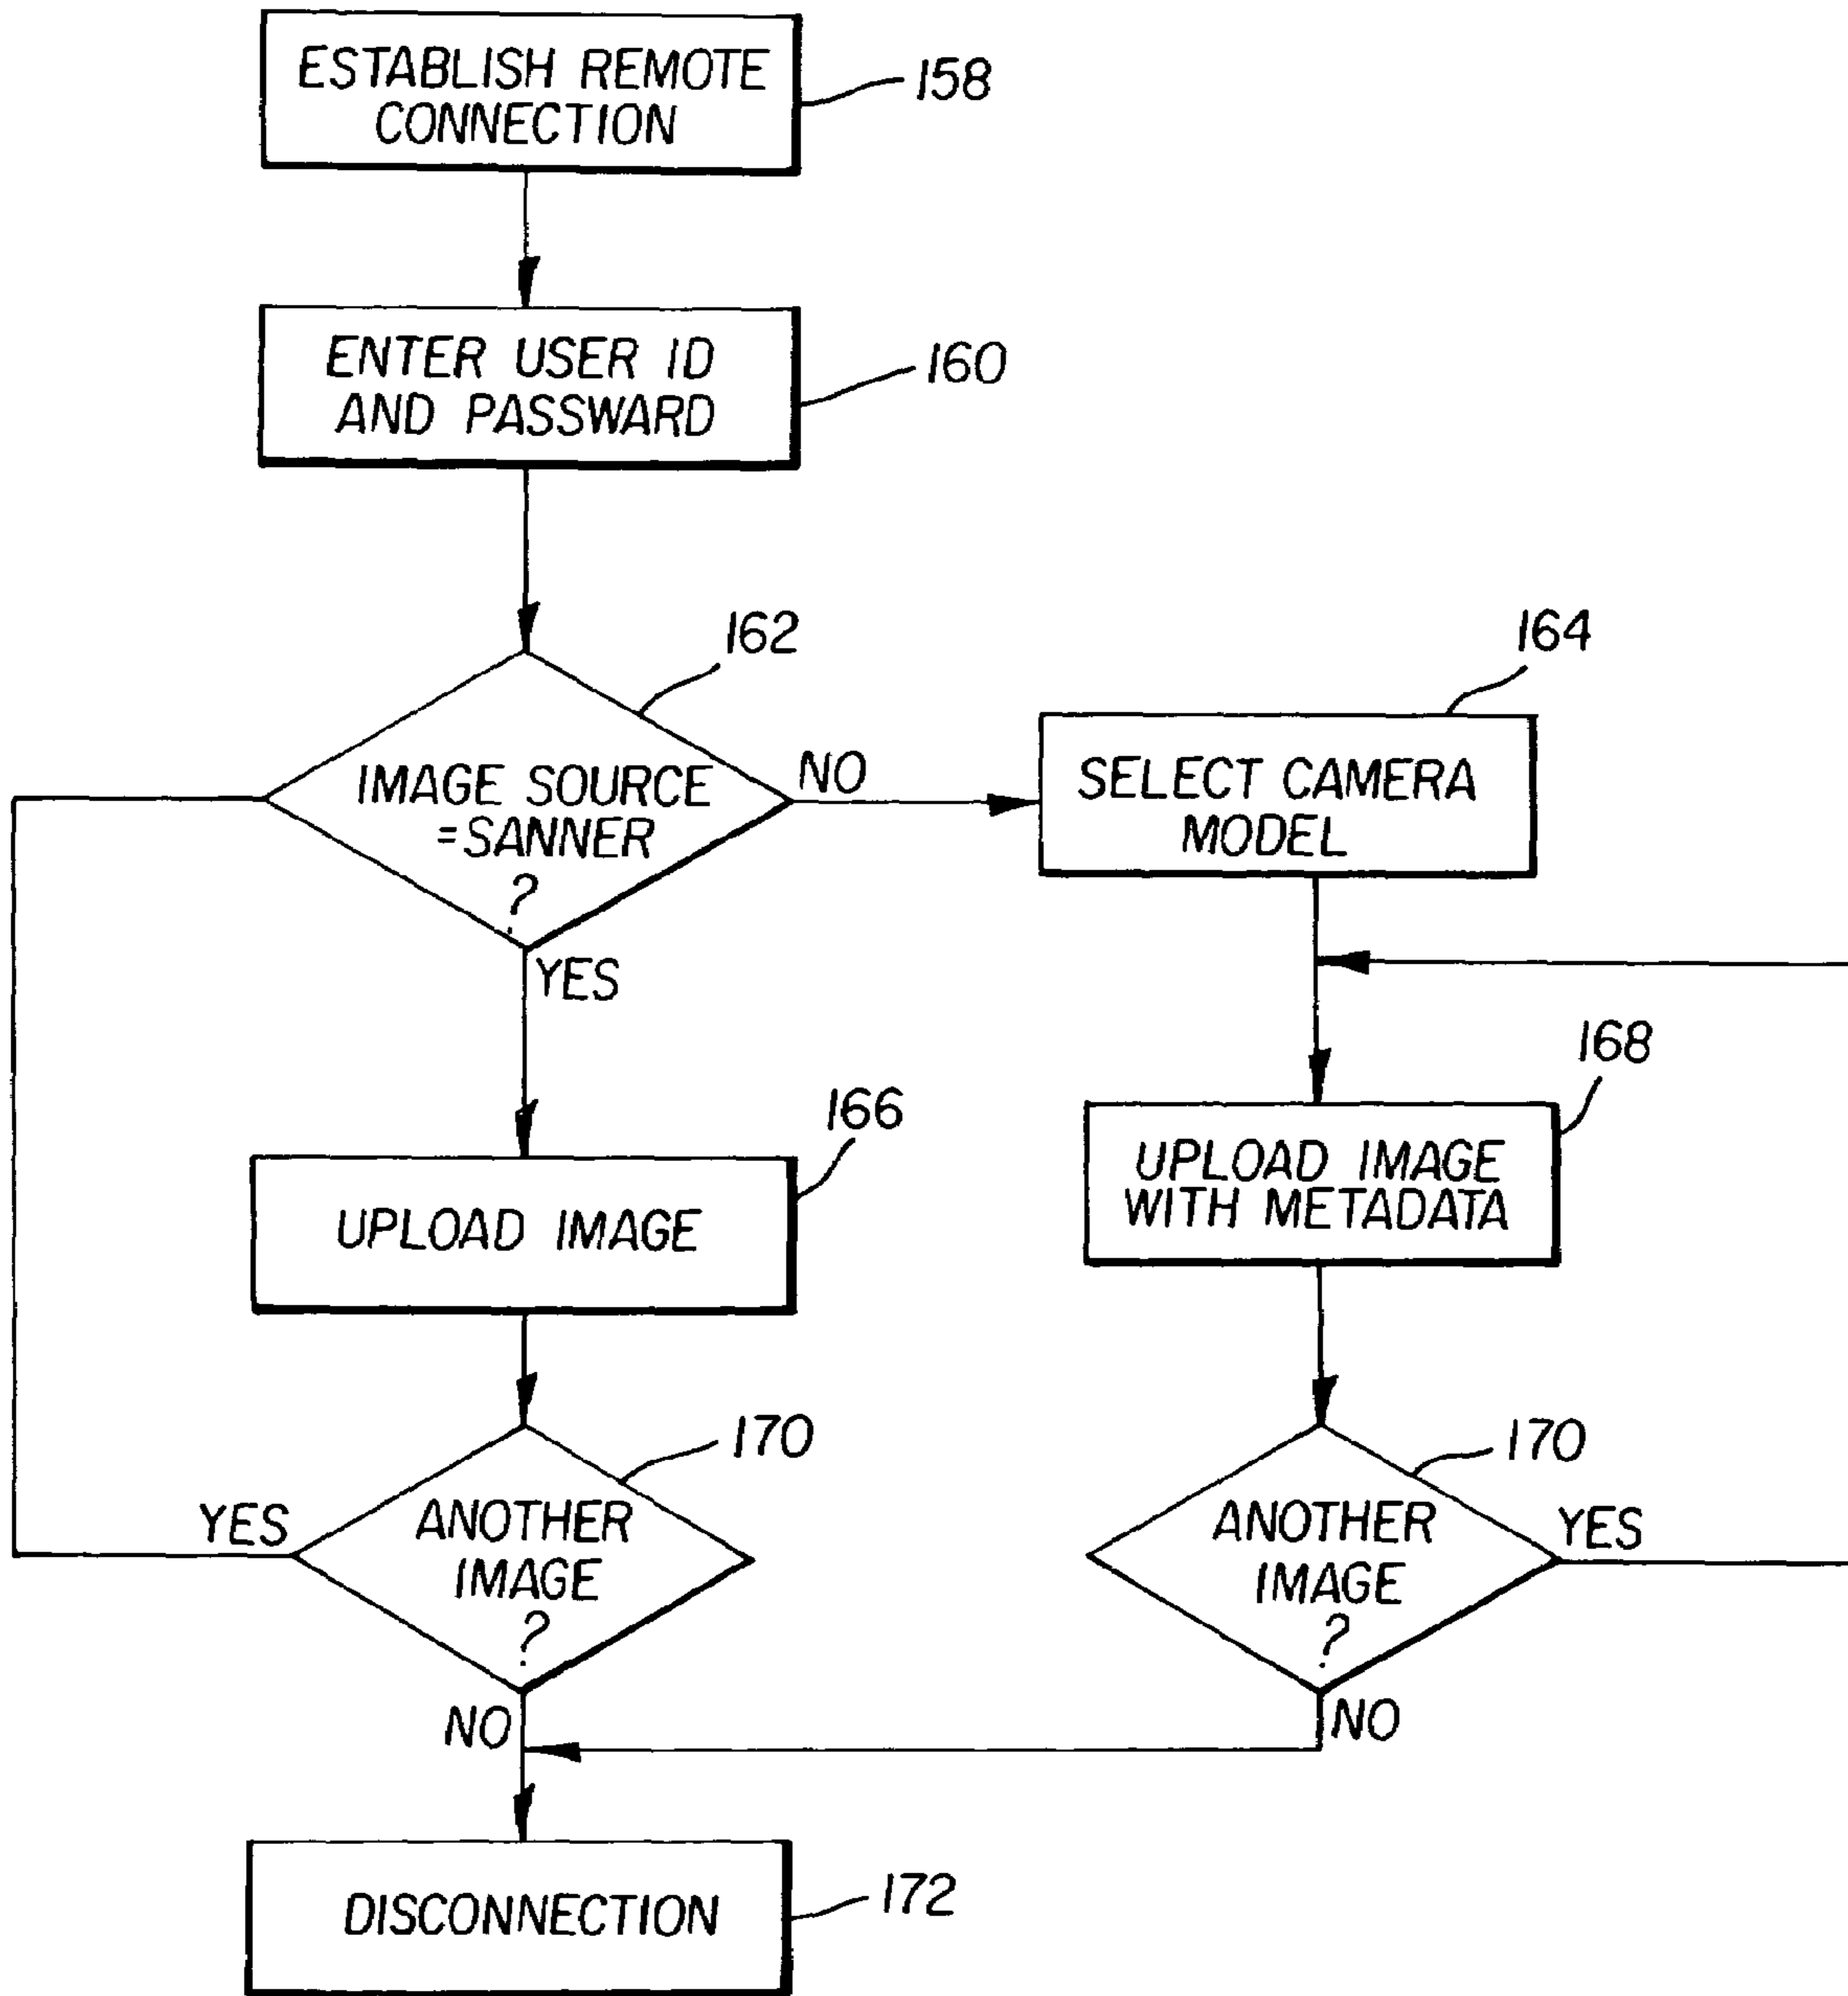 ESTABLISH REMOTE
CONNECTION
158
ENTER USER ID
AND PASSWARD
160
162
IMAGE SOURCE
=SANNER
?
NO
YES
164
SELECT CAMERA
MODEL
166
UPLOAD IMAGE
168
UPLOAD IMAGE
WITH METADATA
170
ANOTHER
IMAGE
?
YES
NO
170
ANOTHER
IMAGE
?
YES
NO
DISCONNECTION
172